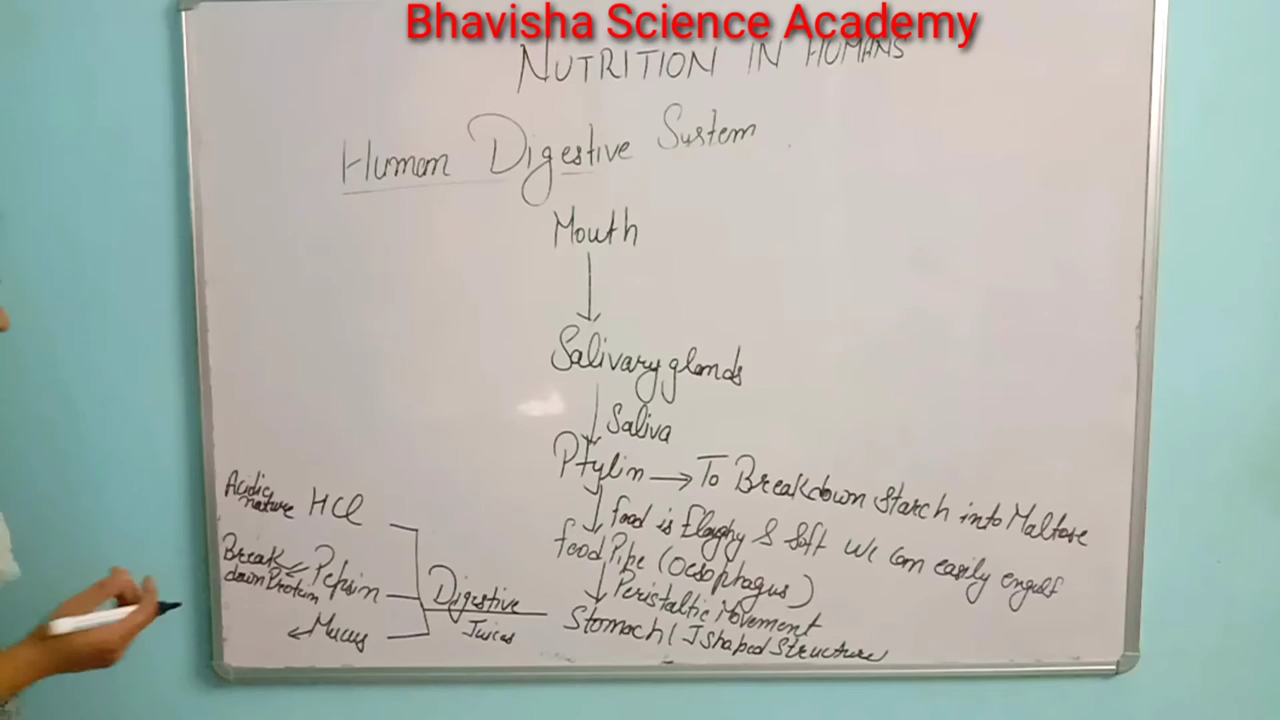 Bhavisha Science Academy
NUTRITION IN HUMANS
Human Digestive System
Mouth
Salivary glands
Saliva
Ptylin → To Breakdown Starch into Maltose
food is & Soft We can easily engulf
food Pipe (Oesophagus)
Peristaltic Movement
Stomach ( J shaped Structure
Digestive
Juices
Acidic nature HCl
Break down Protein Pepsin
Mucus